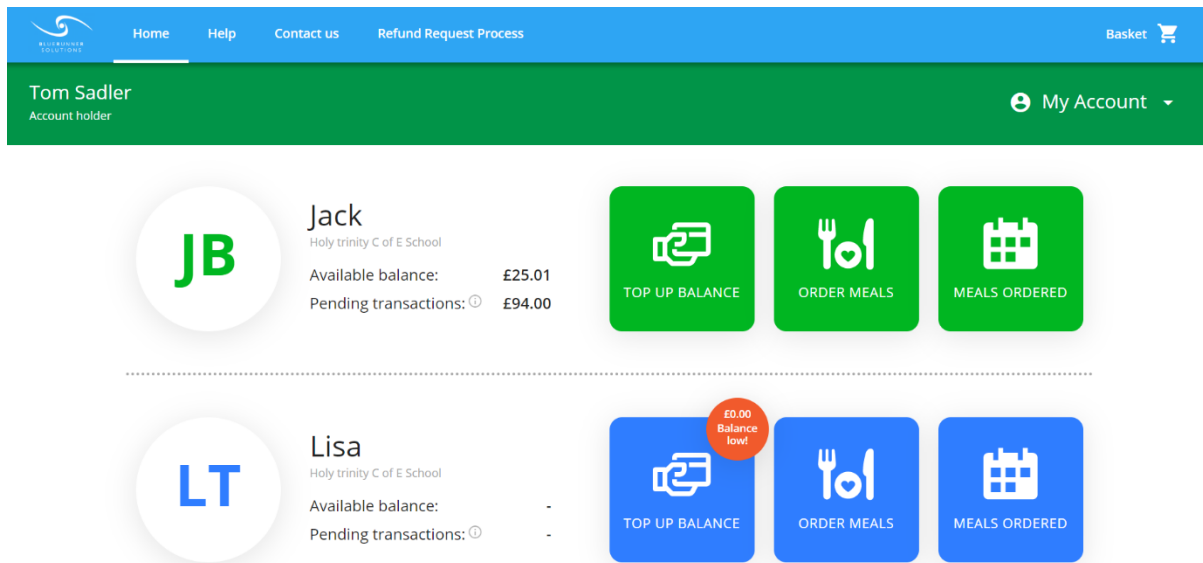 BLUERUNNER
SOLUTIONS
Home Help Contact us Refund Request Process Basket
Tom Sadler
Account holder
My Account
JB
Jack
Holy trinity C of E School
Available balance: £25.01
Pending transactions: £94.00
TOP UP BALANCE ORDER MEALS MEALS ORDERED
LT
Lisa
Holy trinity C of E School
Available balance: -
Pending transactions: -
£0.00
Balance
low!
TOP UP BALANCE ORDER MEALS MEALS ORDERED